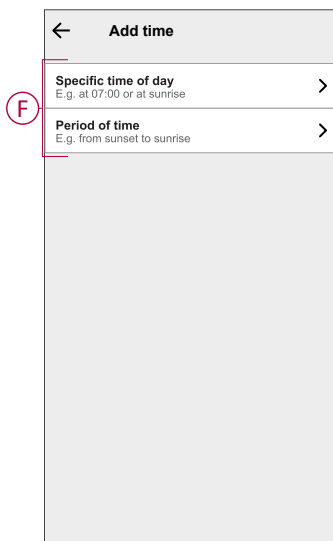 Add time
Specific time of day
E.g. at 07:00 or at sunrise
F
Period of time
E.g. from sunset to sunrise